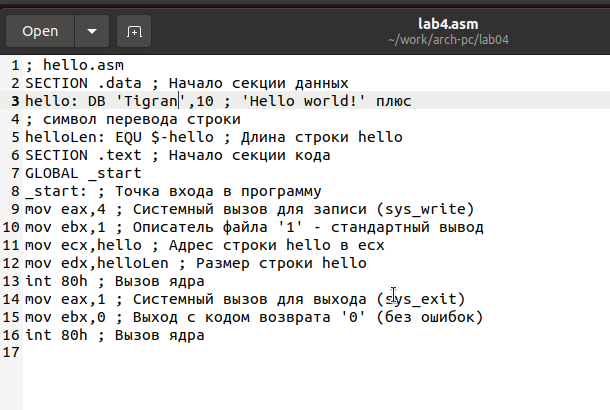 Open
lab4.asm
~/work/arch-pc/lab04
1 ; hello.asm
2 SECTION .data ; Начало секции данных
3 hello: DB 'Tigran',10 ; 'Hello world!' плюс
4 ; символ перевода строки
5 helloLen: EQU $-hello ; Длина строки hello
6 SECTION .text ; Начало секции кода
7 GLOBAL _start
8 _start: ; Точка входа в программу
9 mov eax,4 ; Системный вызов для записи (sys_write)
10 mov ebx,1 ; Описатель файла '1' - стандартный вывод
11 mov ecx,hello ; Адрес строки hello в ecx
12 mov edx,helloLen ; Размер строки hello
13 int 80h ; Вызов ядра
14 mov eax,1 ; Системный вызов для выхода (sys_exit)
15 mov ebx,0 ; Выход с кодом возврата '0' (без ошибок)
16 int 80h ; Вызов ядра
17